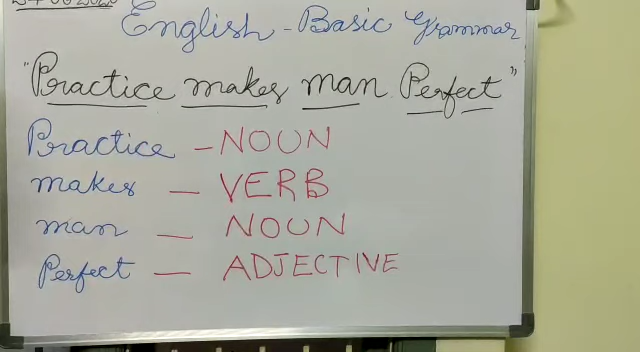 English - Basic Grammar
"Practice makes man Perfect"
Practice - NOUN
makes - VERB
man - NOUN
Perfect - ADJECTIVE